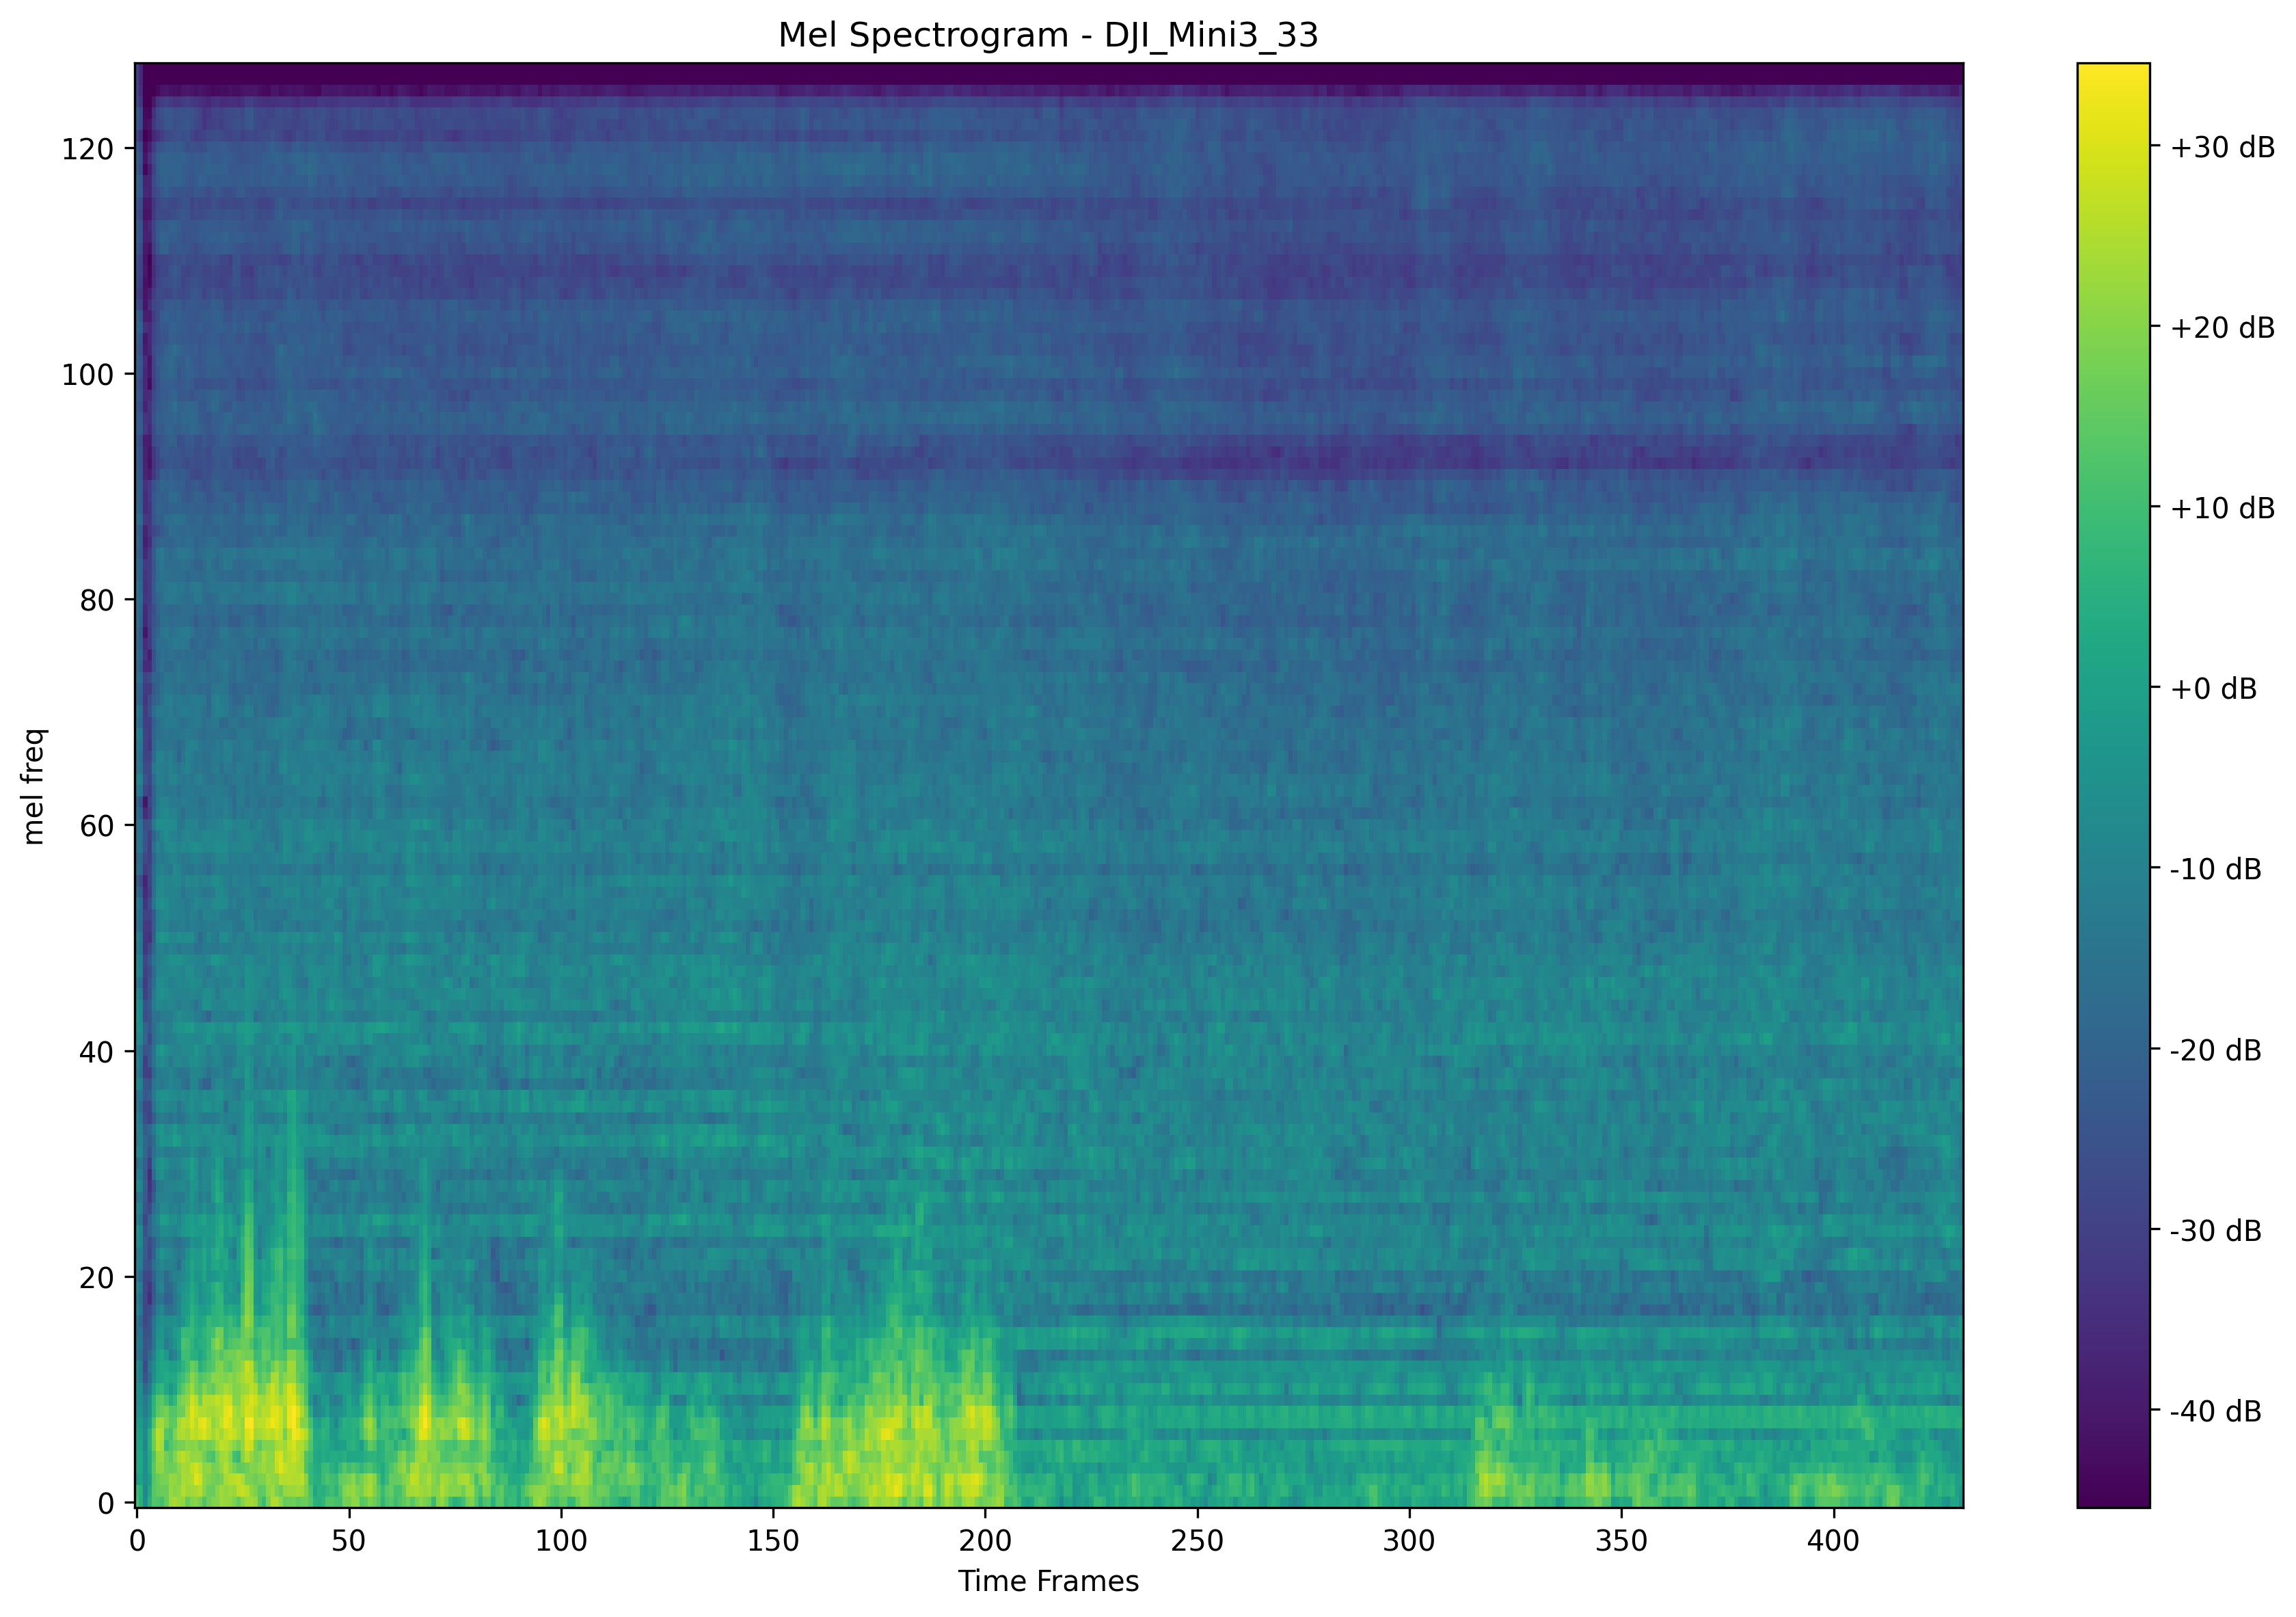 Mel Spectrogram - DJI_Mini3_33
mel freq
120
100
80
60
40
20
0
0 50 100 150 200 250 300 350 400
Time Frames
+30 dB
+20 dB
+10 dB
+0 dB
-10 dB
-20 dB
-30 dB
-40 dB